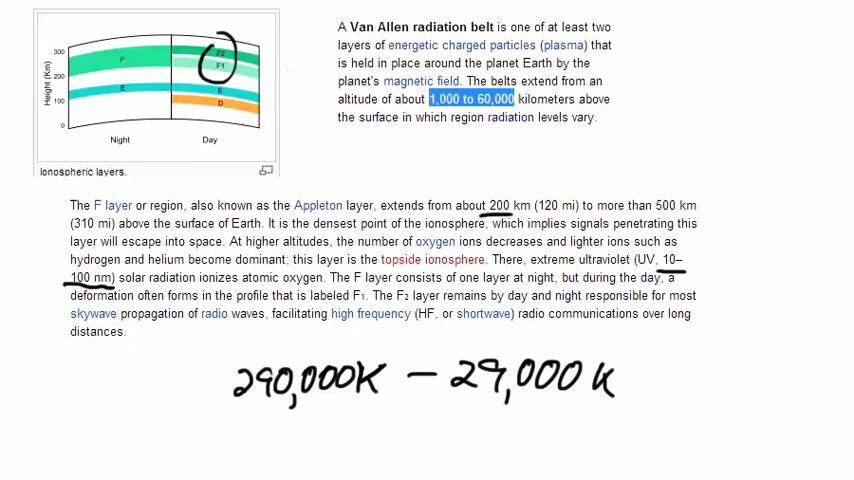 Height (Km)
300
200
100
0
F
E
F2
F1
E
D
Night
Day
Ionospheric layers.
A Van Allen radiation belt is one of at least two
layers of energetic charged particles (plasma) that
is held in place around the planet Earth by the
planet's magnetic field. The belts extend from an
altitude of about 1,000 to 60,000 kilometers above
the surface in which region radiation levels vary.
The F layer or region, also known as the Appleton layer, extends from about 200 km (120 mi) to more than 500 km
(310 mi) above the surface of Earth. It is the densest point of the ionosphere, which implies signals penetrating this
layer will escape into space. At higher altitudes, the number of oxygen ions decreases and lighter ions such as
hydrogen and helium become dominant; this layer is the topside ionosphere. There, extreme ultraviolet (UV, 10–
100 nm) solar radiation ionizes atomic oxygen. The F layer consists of one layer at night, but during the day, a
deformation often forms in the profile that is labeled F₁. The F₂ layer remains by day and night responsible for most
skywave propagation of radio waves, facilitating high frequency (HF, or shortwave) radio communications over long
distances.
290,000K – 29,000 K